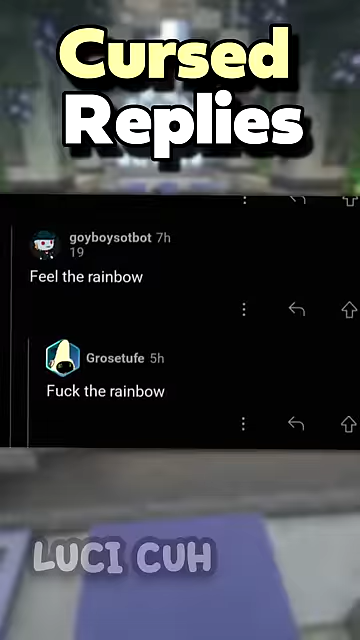 Cursed
Replies
goyboysotbot 7h
19
Feel the rainbow
Grosetufe 5h
Fuck the rainbow
LUCI CUH